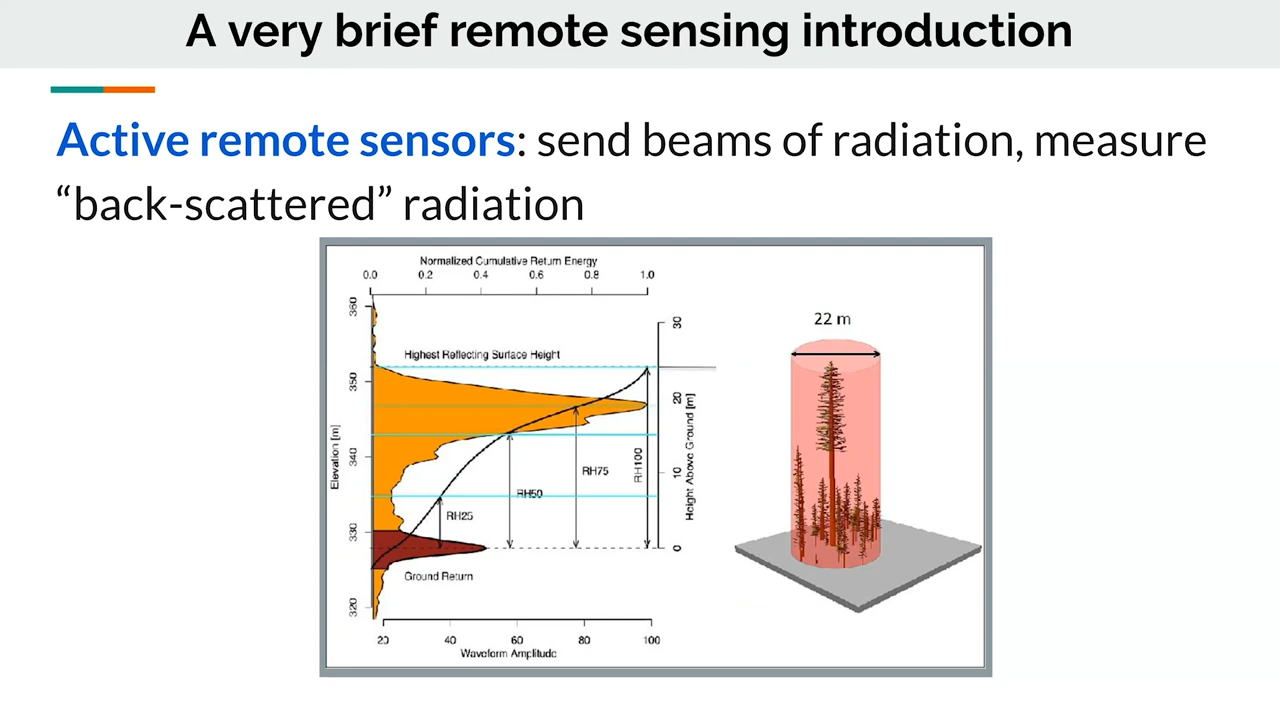 A very brief remote sensing introduction
Active remote sensors: send beams of radiation, measure
“back-scattered” radiation
Normalized Cumulative Return Energy
0.0 0.2 0.4 0.6 0.8 1.0
360
350
340
330
320
Elevation [m]
Highest Reflecting Surface Height
RH25
RH50
RH75
RH100
30
20
10
0
Height Above Ground [m]
Ground Return
20 40 60 80 100
Waveform Amplitude
22 m